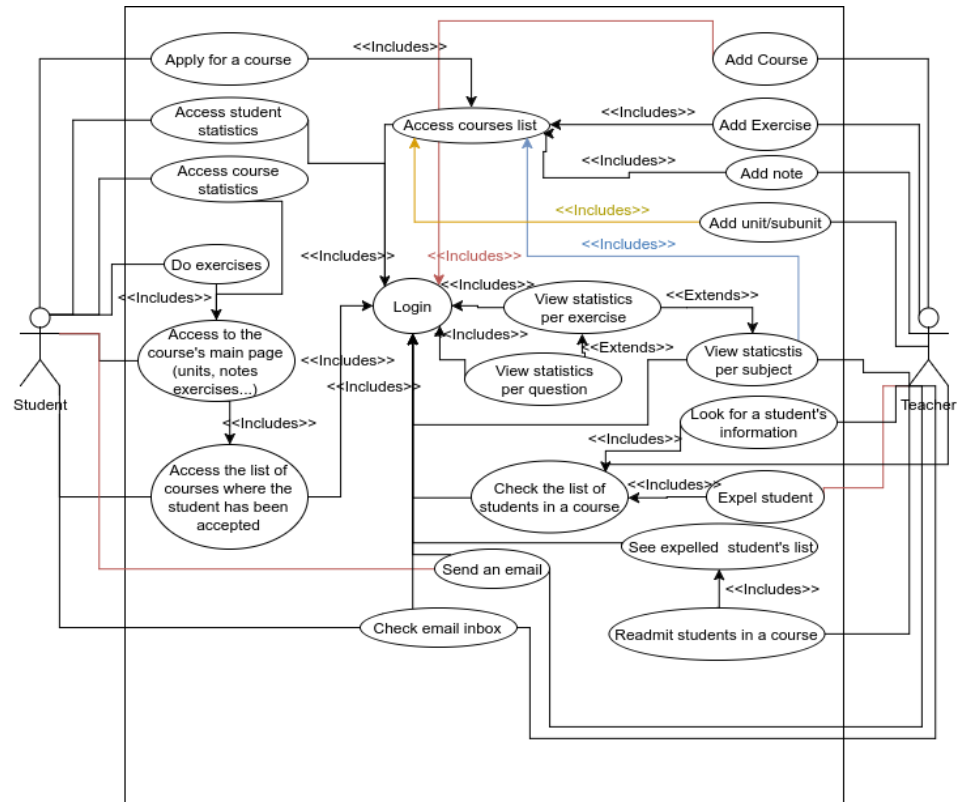 <<Includes>>
Apply for a course
Add Course
Access student
statistics
Access courses list
<<Includes>>
Add Exercise
<<Includes>>
Add note
Access course
statistics
<<Includes>>
Add unit/subunit
<<Includes>>
<<Includes>>
<<Includes>>
Do exercises
<<Includes>>
Login
<<Includes>>
View statistics
per exercise
<<Extends>>
Access to the
course's main page
(units, notes
exercises...)
<<Includes>>
<<Includes>>
<<Includes>>
<<Extends>>
View staticstis
per subject
View statistics
per question
Student
Teacher
<<Includes>>
Look for a student's
information
<<Includes>>
Access the list of
courses where the
student has been
accepted
Check the list of
students in a course
<<Includes>>
Expel student
See expelled student's list
Send an email
<<Includes>>
Check email inbox
Readmit students in a course